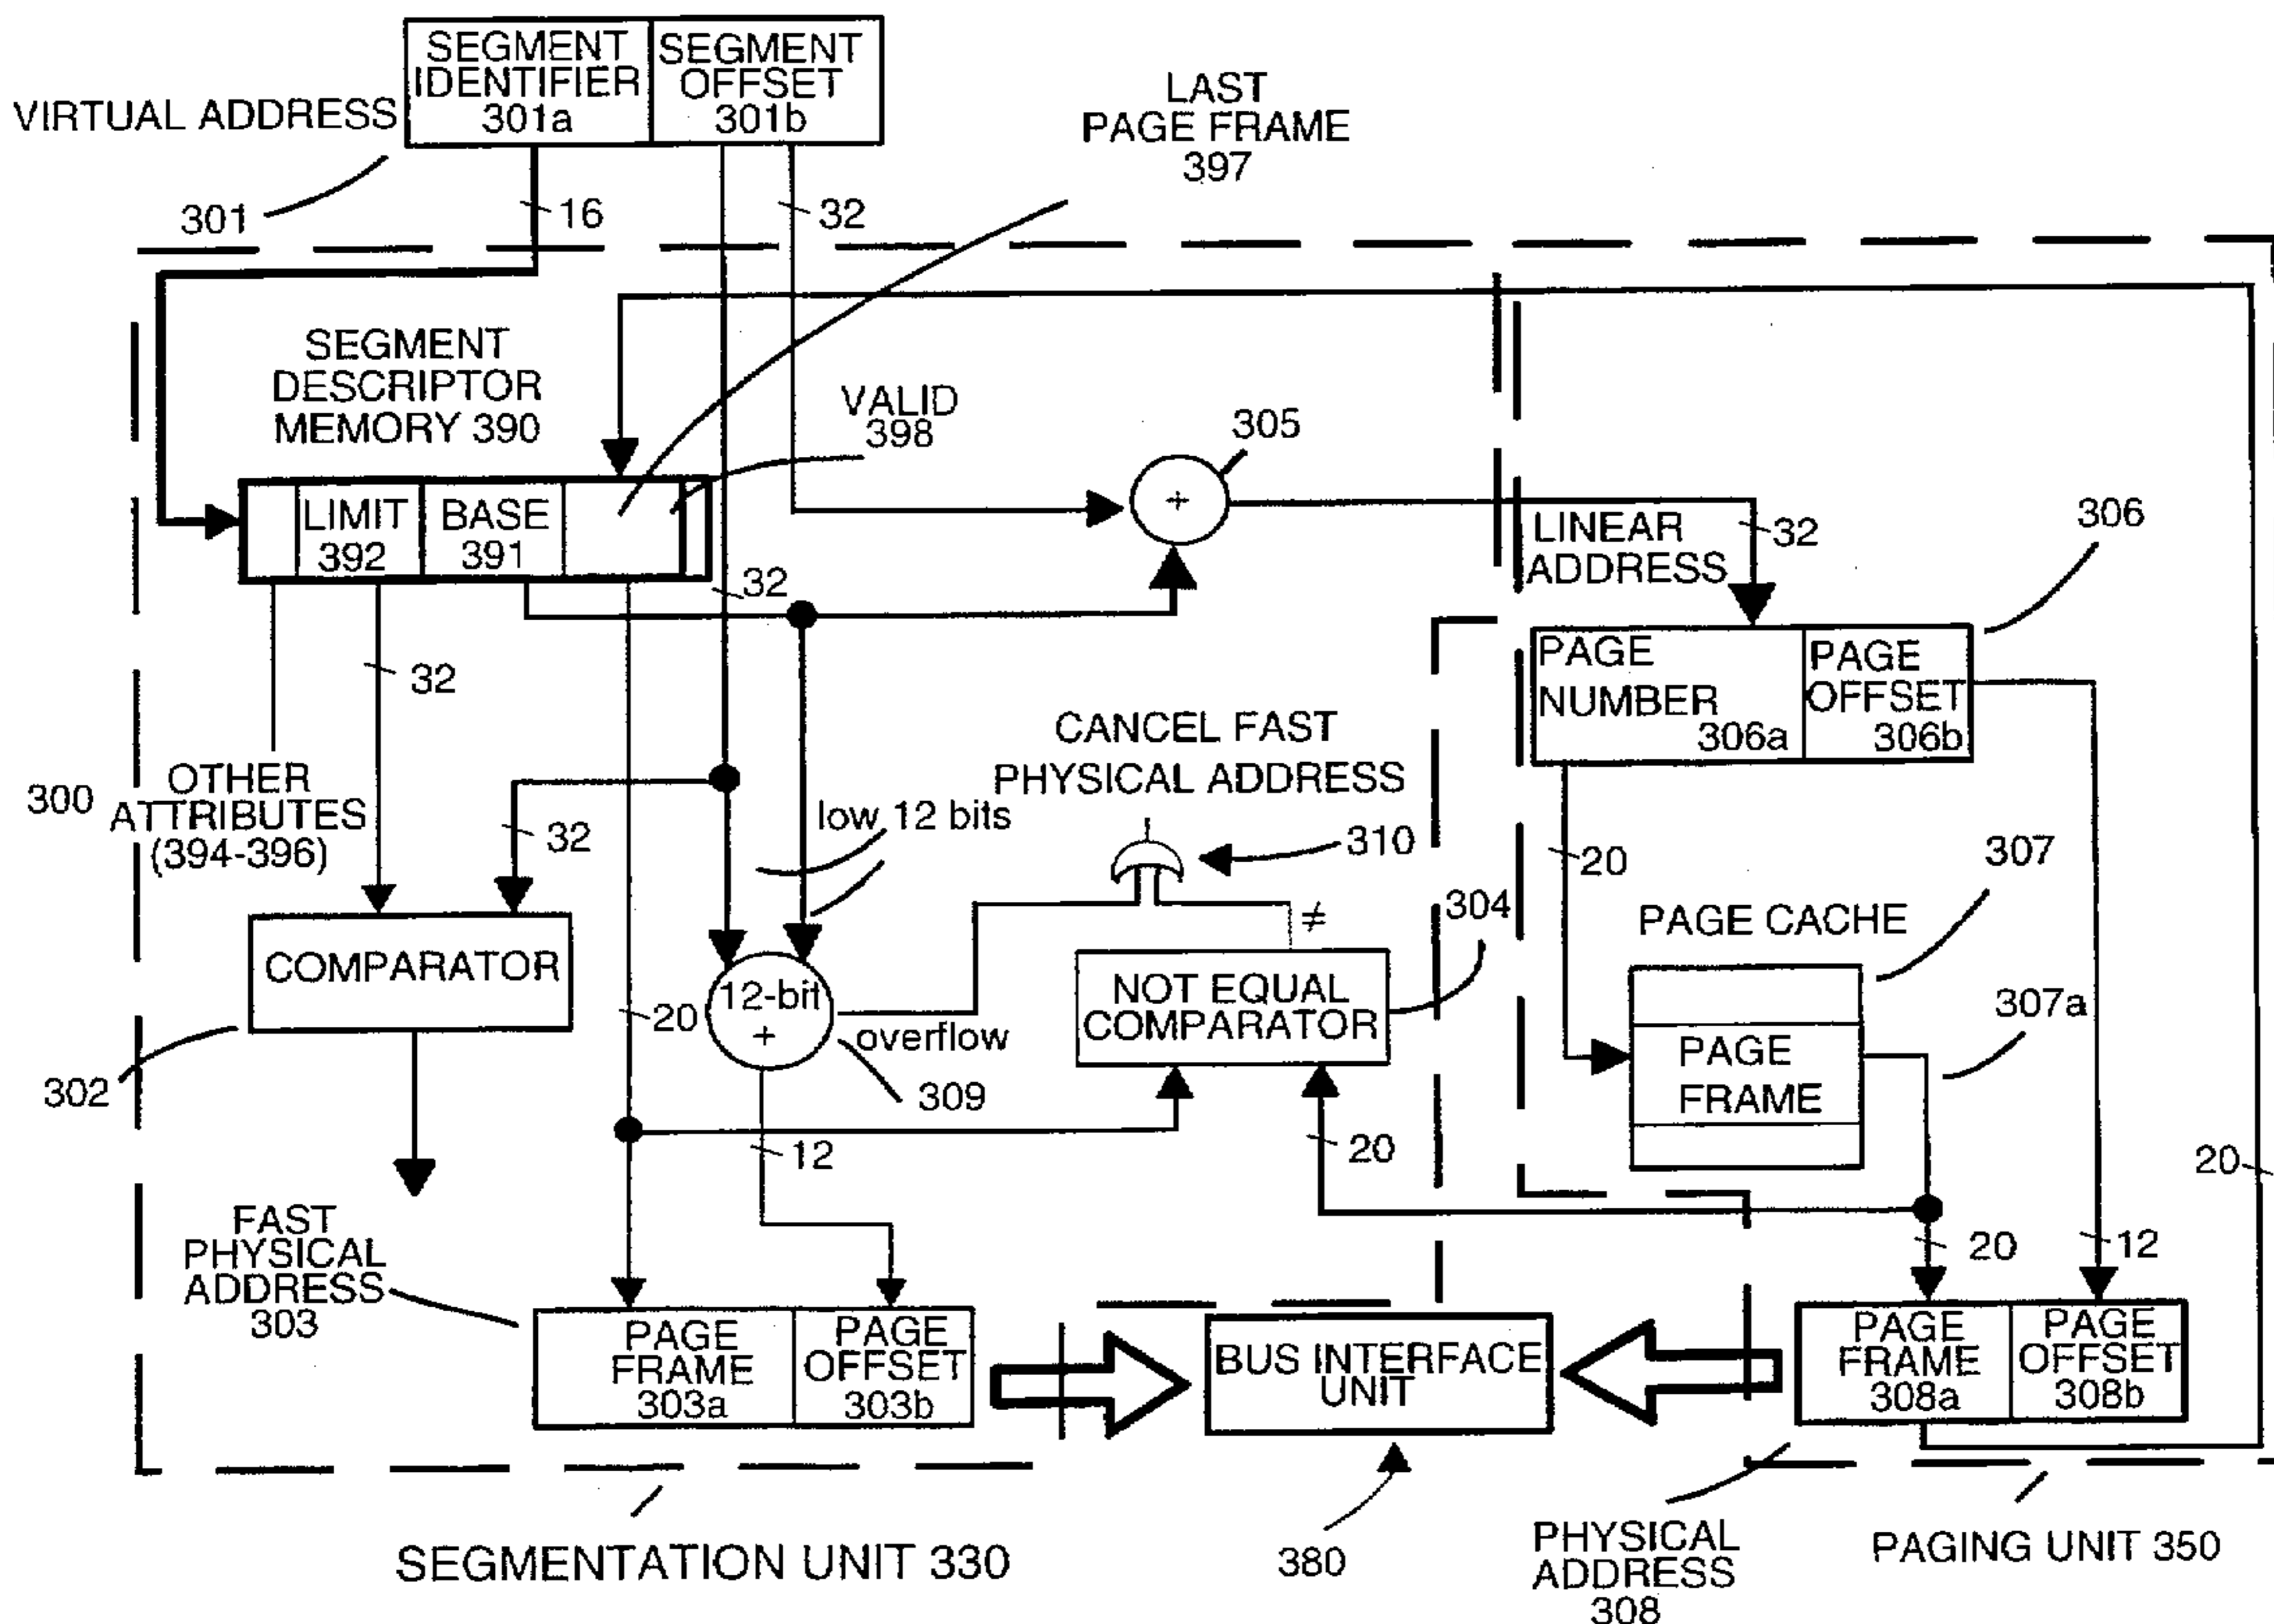 SEGMENT
IDENTIFIER
301a
SEGMENT
OFFSET
301b
VIRTUAL ADDRESS
301
16
32
LAST
PAGE FRAME
397
SEGMENT
DESCRIPTOR
MEMORY 390
VALID
398
305
+
LIMIT
392
BASE
391
32
LINEAR
ADDRESS
32
306
PAGE
NUMBER
306a
PAGE
OFFSET
306b
32
CANCEL FAST
PHYSICAL ADDRESS
300
OTHER
ATTRIBUTES
(394-396)
32
low 12 bits
310
20
307
304
PAGE CACHE
≠
COMPARATOR
12-bit
+
20
overflow
NOT EQUAL
COMPARATOR
307a
PAGE
FRAME
302
309
12
20
20
FAST
PHYSICAL
ADDRESS
303
20
12
PAGE
FRAME
303a
PAGE
OFFSET
303b
BUS INTERFACE
UNIT
PAGE
FRAME
308a
PAGE
OFFSET
308b
SEGMENTATION UNIT 330
380
PHYSICAL
ADDRESS
308
PAGING UNIT 350